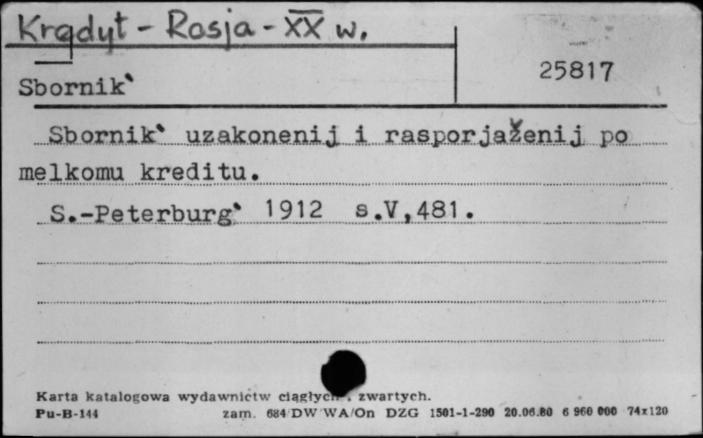 Kredyt - Rosja - XX w.
25817
Sbornik`
Sbornik` uzakonenij i rasporjaženij po
melkomu kreditu.
S.-Peterburg` 1912 s.V,481.
Karta katalogowa wydawnictw ciągłych i zwartych.
Pu-B-144 zam. 684/DW WA/On DZG 1501-1-290 20.06.80 6 960 000 74x120